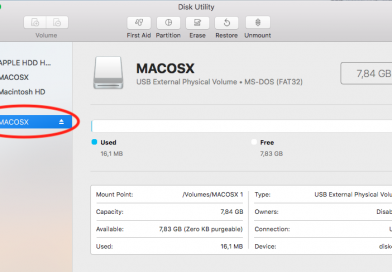 Disk Utility
Volume
First Aid Partition Erase Restore Unmount
APPLE HDD H...
MACOSX
Macintosh HD
MACOSX
MACOSX
USB External Physical Volume • MS-DOS (FAT32)
7,84 GB
Used
16,1 MB
Free
7,83 GB
Mount Point: /Volumes/MACOSX 1
Capacity: 7,84 GB
Available: 7,83 GB (Zero KB purgeable)
Used: 16,1 MB
Type: USB External Physical Volu
Owners: Disab
Connection: U
Device: disk